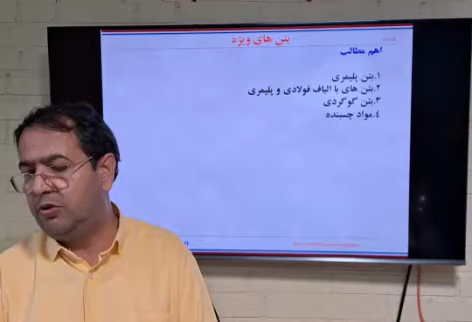 بتن های ویژه
اهم مطالب
۱.بتن پلیمری
۲.بتن های با الیاف فولادی و پلیمری
۳.بتن گوگردی
٤.مواد چسبنده